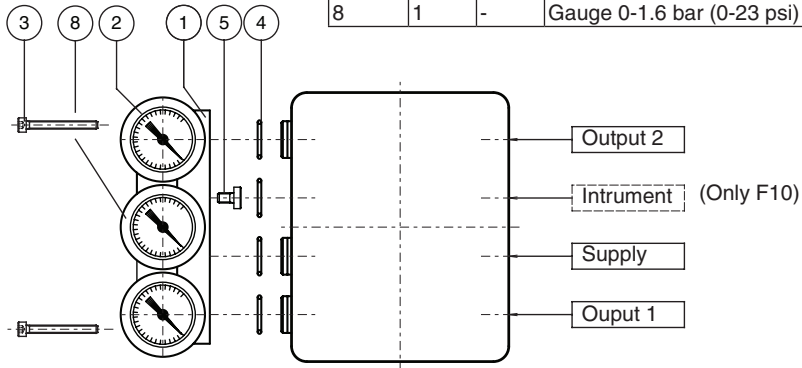 8 1 - Gauge 0-1.6 bar (0-23 psi)
3 8 2 1 5 4
Output 2
Intrument (Only F10)
Supply
Ouput 1